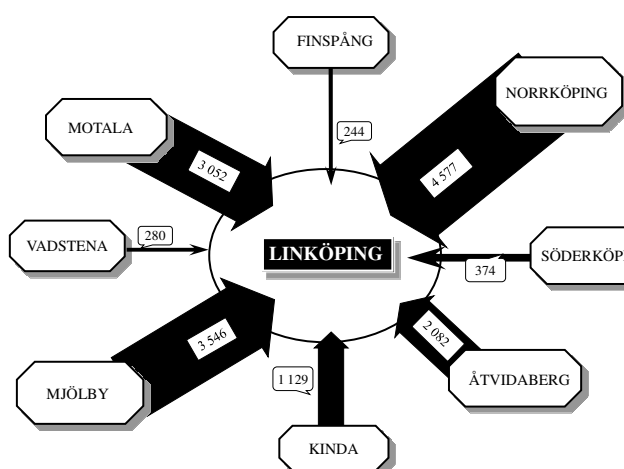 FINSPÅNG
NORRKÖPING
MOTALA
244
3 052
4 577
VADSTENA
280
LINKÖPING
SÖDERKÖPI
374
3 546
2 082
MJÖLBY
1 129
ÅTVIDABERG
KINDA